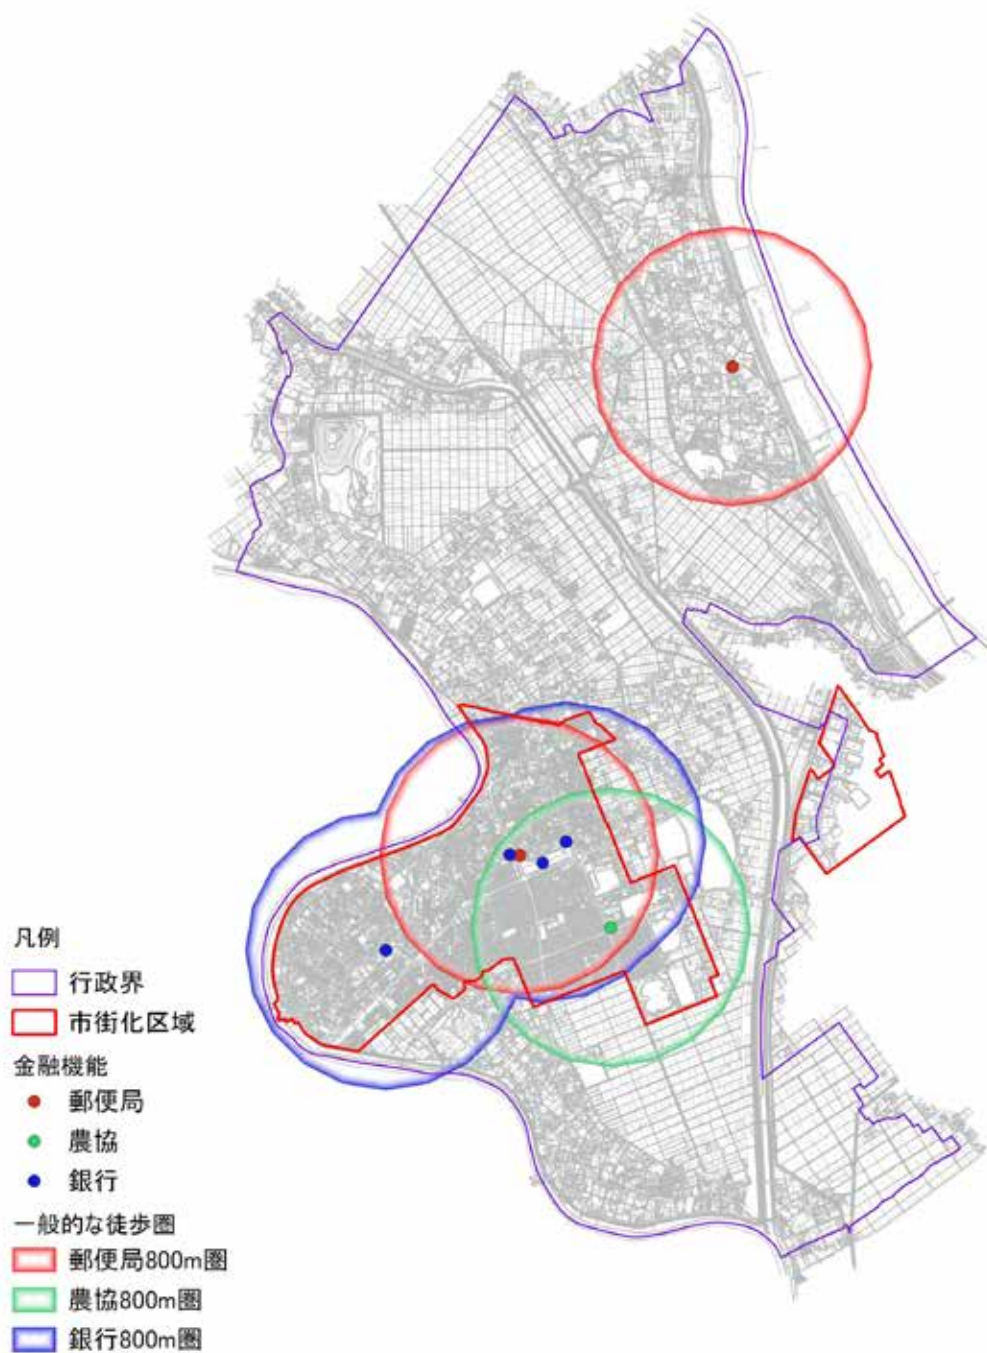 凡例
行政界
市街化区域
金融機能
郵便局
農協
銀行
一般的な徒歩圏
郵便局800m圏
農協800m圏
銀行800m圏